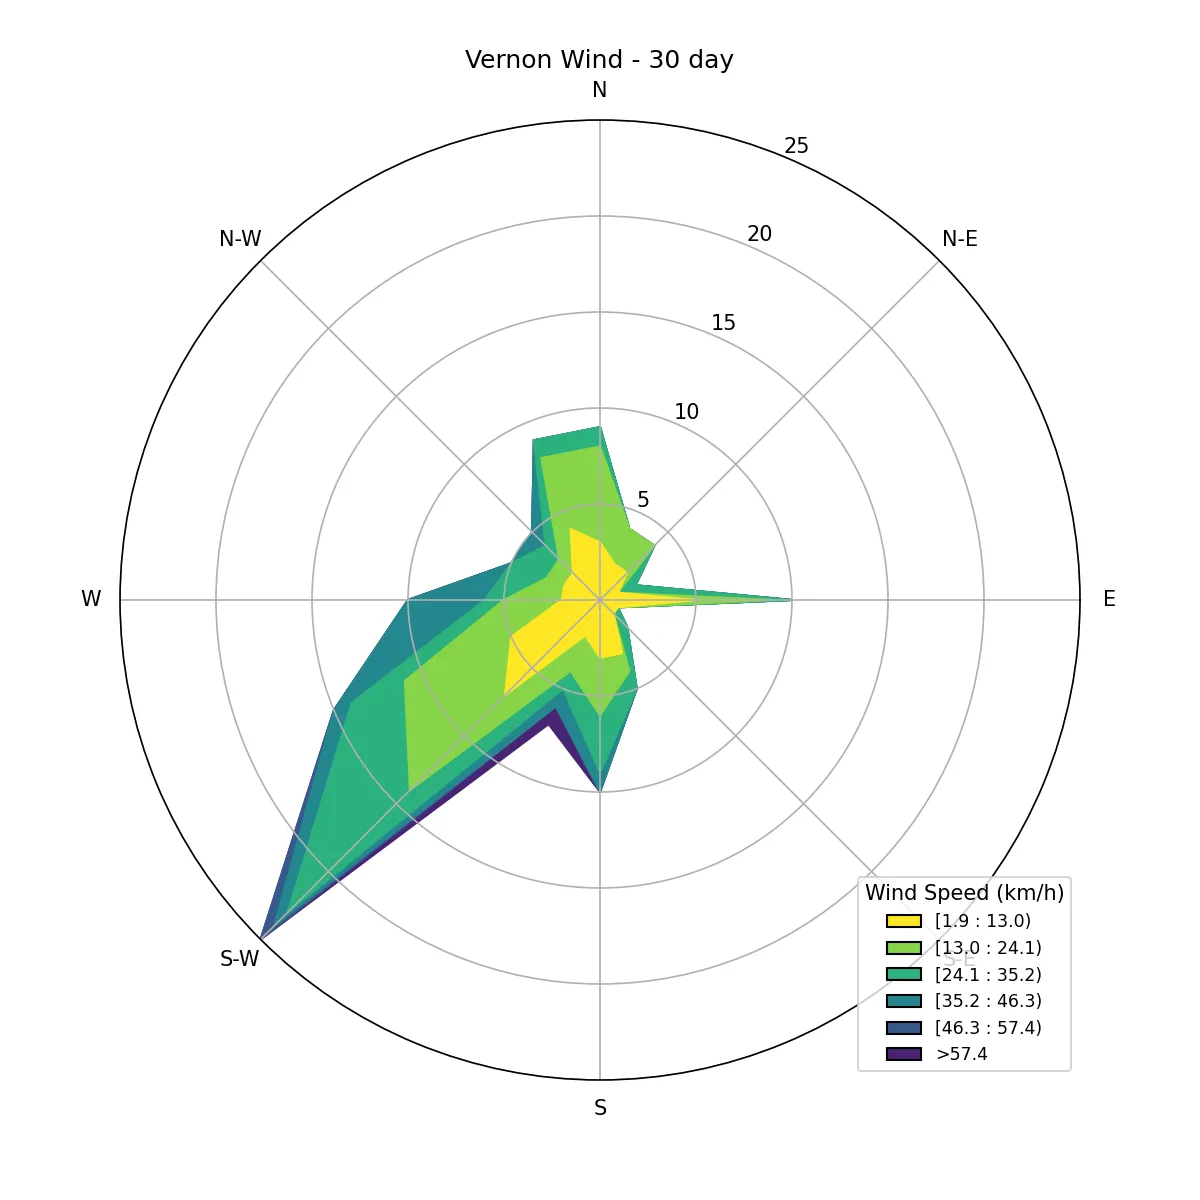 Vernon Wind - 30 day
N
25
N-W
20
N-E
15
10
5
W
E
S-W
S-E
S
Wind Speed (km/h)
[1.9 : 13.0)
[13.0 : 24.1)
[24.1 : 35.2)
[35.2 : 46.3)
[46.3 : 57.4)
>57.4